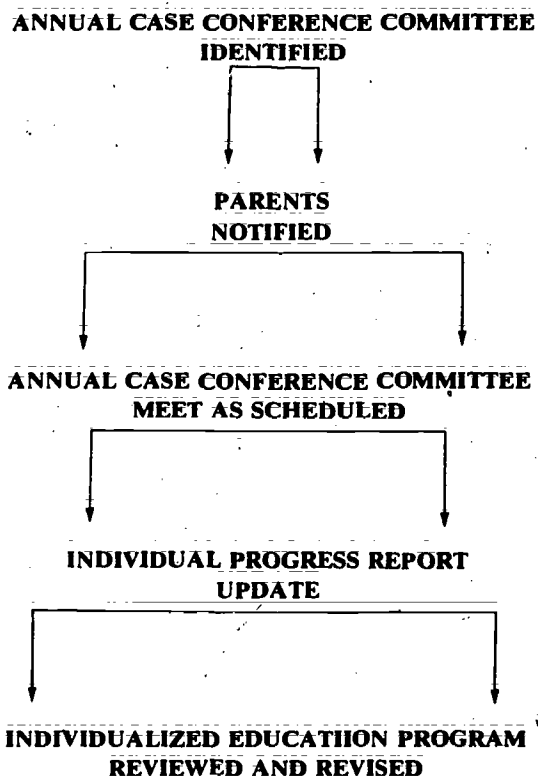 ANNUAL CASE CONFERENCE COMMITTEE
IDENTIFIED
PARENTS
NOTIFIED
ANNUAL CASE CONFERENCE COMMITTEE
MEET AS SCHEDULED
INDIVIDUAL PROGRESS REPORT
UPDATE
INDIVIDUALIZED EDUCATIION PROGRAM
REVIEWED AND REVISED